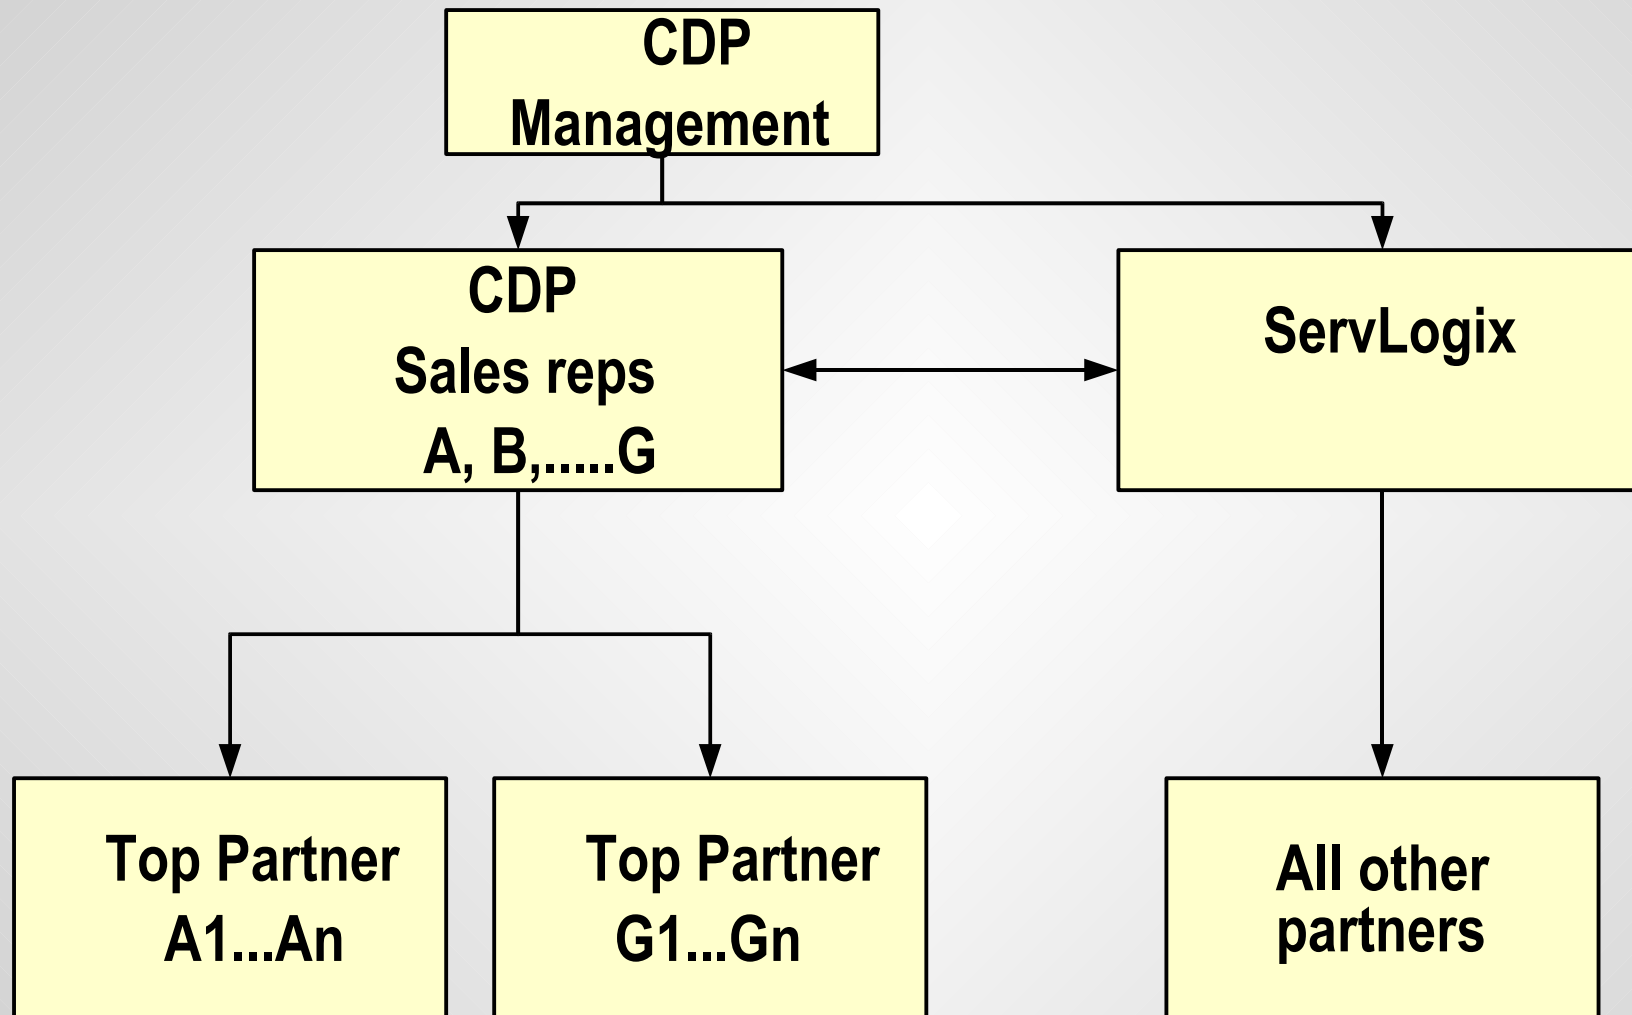 CDP
Management
CDP
Sales reps
A, B,.....G
ServLogix
Top Partner
A1...An
Top Partner
G1...Gn
All other
partners